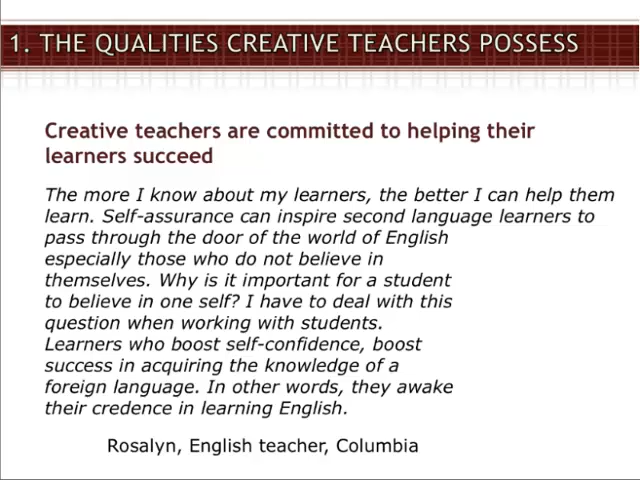 1. THE QUALITIES CREATIVE TEACHERS POSSESS
Creative teachers are committed to helping their
learners succeed
The more I know about my learners, the better I can help them
learn. Self-assurance can inspire second language learners to
pass through the door of the world of English
especially those who do not believe in
themselves. Why is it important for a student
to believe in one self? I have to deal with this
question when working with students.
Learners who boost self-confidence, boost
success in acquiring the knowledge of a
foreign language. In other words, they awake
their credence in learning English.
Rosalyn, English teacher, Columbia